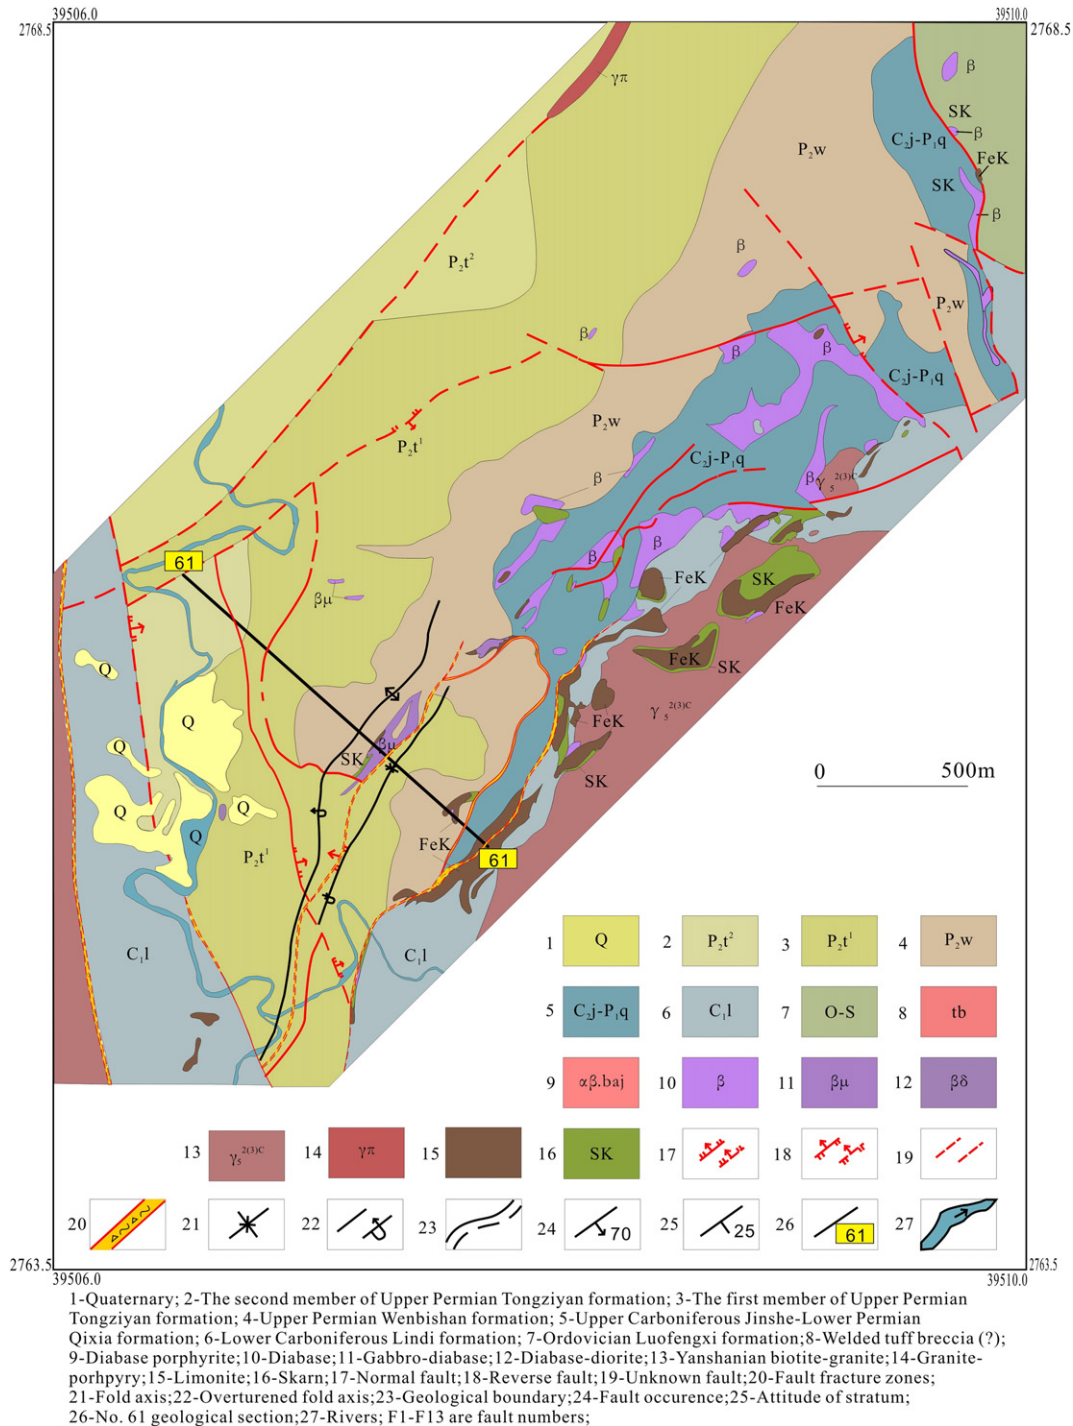 39506.0
39510.0
2768.5
2768.5
γπ
β
SK
β
C₂j-P₁q
FeK
P₂w
SK
β
β
P₂t²
P₂w
β
β
β
C₂j-P₁q
P₂w
P₂t¹
C₂j-P₁q
β
βγ₅²⁽³⁾ᶜ
61
β
β
FeK
SK
βμ
FeK
FeK
SK
Q
γ₅²⁽³⁾ᶜ
Q
FeK
βμ
Q
SK
SK
0 500m
Q
Q
Q
FeK
P₂t¹
61
C₁l
C₁l
1 Q 2 P₂t² 3 P₂t¹ 4 P₂w
5 C₂j-P₁q 6 C₁l 7 O-S 8 tb
9 αβ.baj 10 β 11 βμ 12 βδ
13 γ₅²⁽³⁾ᶜ 14 γπ 15 16 SK 17 18 19
20 21 22 23 24 70 25 25 26 61 27
2763.5
2763.5
39506.0
39510.0
1-Quaternary; 2-The second member of Upper Permian Tongziyan formation; 3-The first member of Upper Permian
Tongziyan formation; 4-Upper Permian Wenbishan formation; 5-Upper Carboniferous Jinshe-Lower Permian
Qixia formation; 6-Lower Carboniferous Lindi formation; 7-Ordovician Luofengxi formation;8-Welded tuff breccia (?);
9-Diabase porphyrite;10-Diabase;11-Gabbro-diabase;12-Diabase-diorite;13-Yanshanian biotite-granite;14-Granite-
porhpyry;15-Limonite;16-Skarn;17-Normal fault;18-Reverse fault;19-Unknown fault;20-Fault fracture zones;
21-Fold axis;22-Overturened fold axis;23-Geological boundary;24-Fault occurence;25-Attitude of stratum;
26-No. 61 geological section;27-Rivers; F1-F13 are fault numbers;